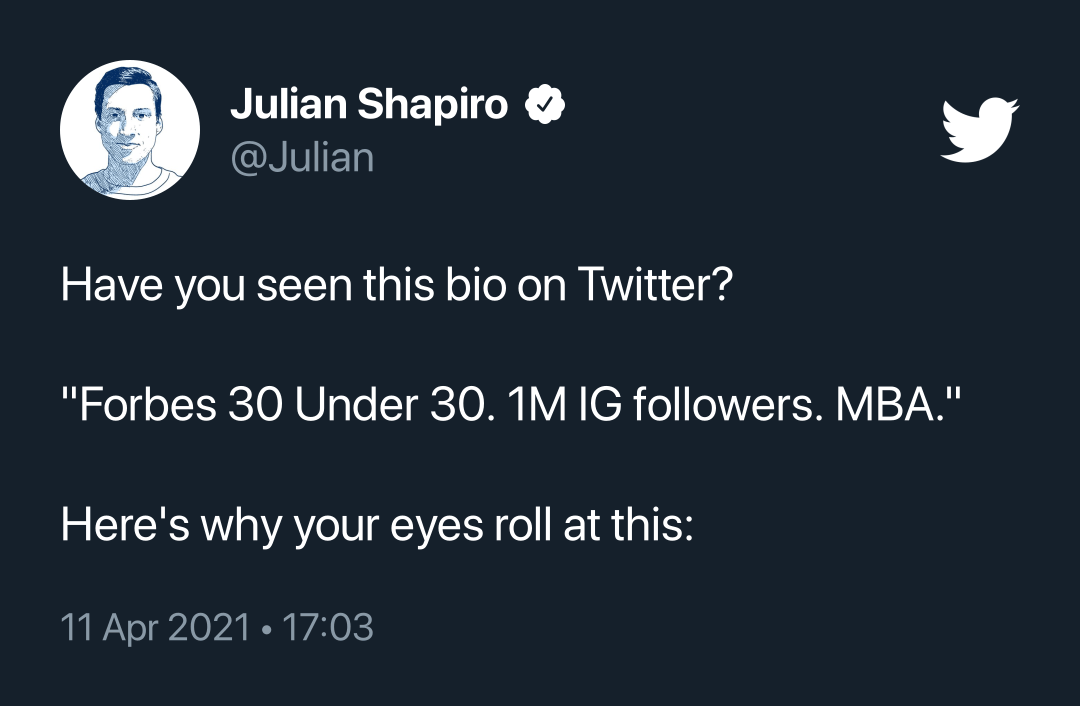 Julian Shapiro
@Julian
Have you seen this bio on Twitter?
"Forbes 30 Under 30. 1M IG followers. MBA."
Here's why your eyes roll at this:
11 Apr 2021 • 17:03